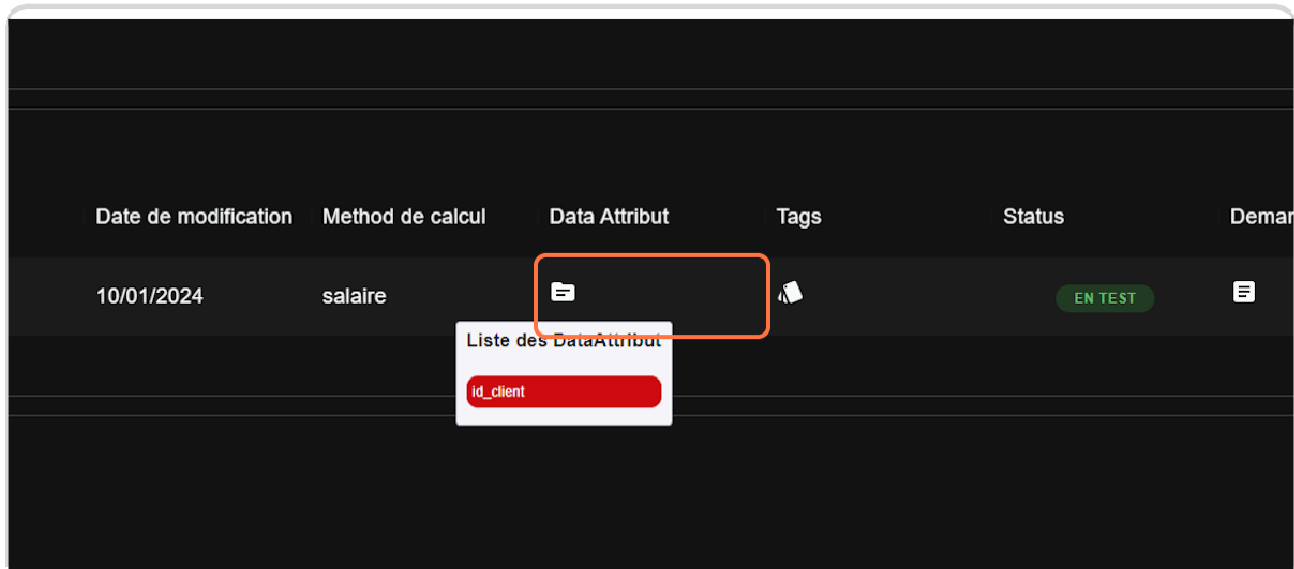 Date de modification Method de calcul Data Attribut Tags Status
10/01/2024 salaire EN TEST
Liste des DataAttribut
id_client